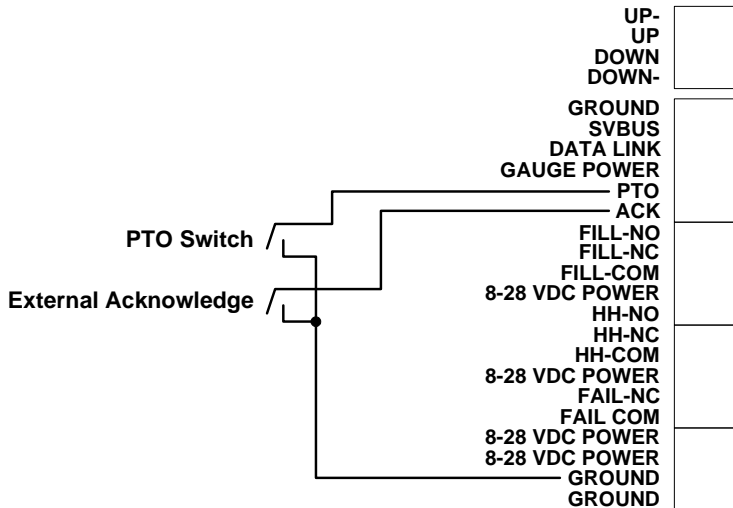 UP-
UP
DOWN
DOWN-
GROUND
SVBUS
DATA LINK
GAUGE POWER
PTO
ACK
PTO Switch
FILL-NO
FILL-NC
FILL-COM
8-28 VDC POWER
External Acknowledge
HH-NO
HH-NC
HH-COM
8-28 VDC POWER
FAIL-NC
FAIL COM
8-28 VDC POWER
8-28 VDC POWER
GROUND
GROUND